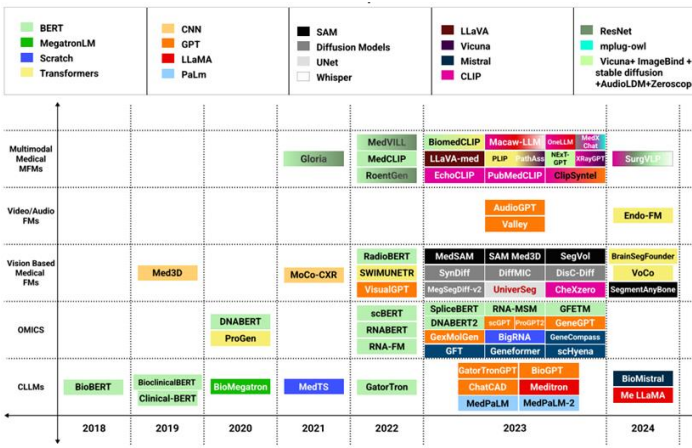 BERT
MegatronLM
Scratch
Transformers
CNN
GPT
LLaMA
PaLm
SAM
Diffusion Models
UNet
Whisper
LLaVA
Vicuna
Mistral
CLIP
ResNet
mplug-owl
Vicuna+ ImageBind +
stable diffusion
+AudioLDM+Zeroscop
Multimodal
Medical
MFMs
Gloria
MedVILL
MedCLIP
RoentGen
BiomedCLIP Macaw-LLM OneLLM MedX
Chat
LLaVA-med PLIP PathAss NExT-
GPT XRayGPT
EchoCLIP PubMedCLIP ClipSyntel
SurgVLP
Video/Audio
FMs
AudioGPT
Valley
Endo-FM
Vision Based
Medical
FMs
Med3D
MoCo-CXR
RadioBERT
SWIMUNETR
VisualGPT
MedSAM SAM Med3D SegVol
SynDiff DiffMIC DisC-Diff
MegSegDiff-v2 UniverSeg CheXzero
BrainSegFounder
VoCo
SegmentAnyBone
OMICS
DNABERT
ProGen
scBERT
RNABERT
RNA-FM
SpliceBERT RNA-MSM GFETM
DNABERT2 scGPT ProGPT2 GeneGPT
GexMolGen BigRNA GeneCompass
GFT Geneformer scHyena
CLLMs
BioBERT
BioclinicalBERT
Clinical-BERT
BioMegatron
MedTS
GatorTron
GatorTronGPT BioGPT
ChatCAD Meditron
MedPaLM MedPaLM-2
BioMistral
Me LLaMA
2018 2019 2020 2021 2022 2023 2024